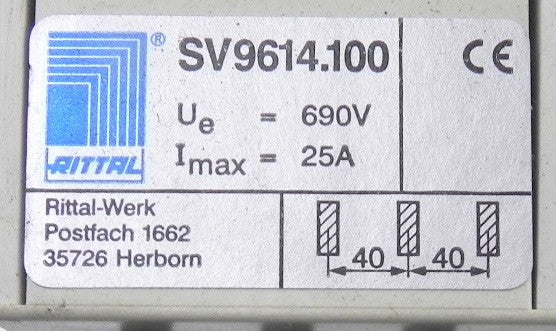 RITTAL ®
SV9614.100
CE
Ue = 690V
Imax = 25A
Rittal-Werk
Postfach 1662
35726 Herborn
40 40